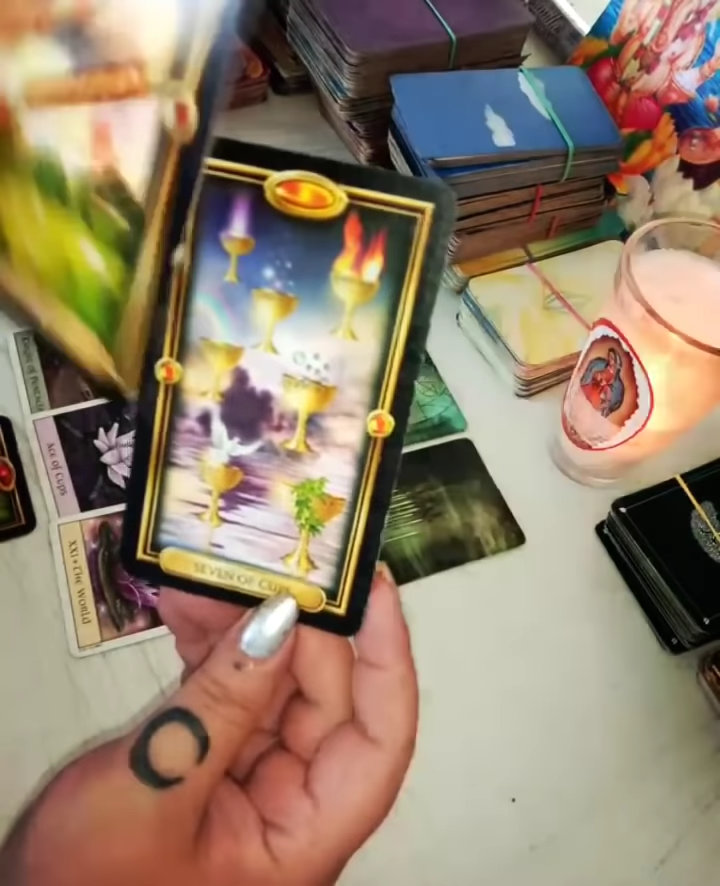 SEVEN OF CUPS
Ace of Cups
XXI • The World